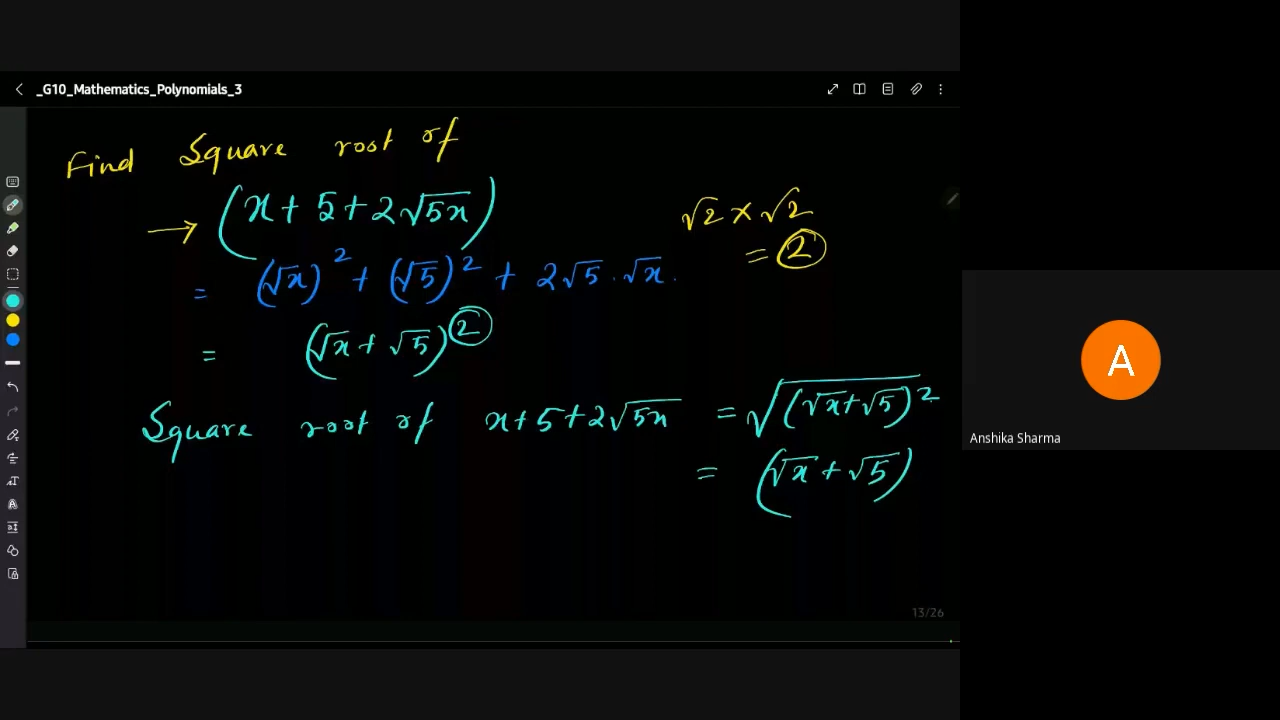 _G10_Mathematics_Polynomials_3
Find Square root of
→ (x + 5 + 2√5x)
= (√x)² + (√5)² + 2√5 . √x.
= (√x + √5)²
√2 × √2
= 2
Square root of x + 5 + 2√5x = √(√x + √5)²
= (√x + √5)
13/26
A
Anshika Sharma